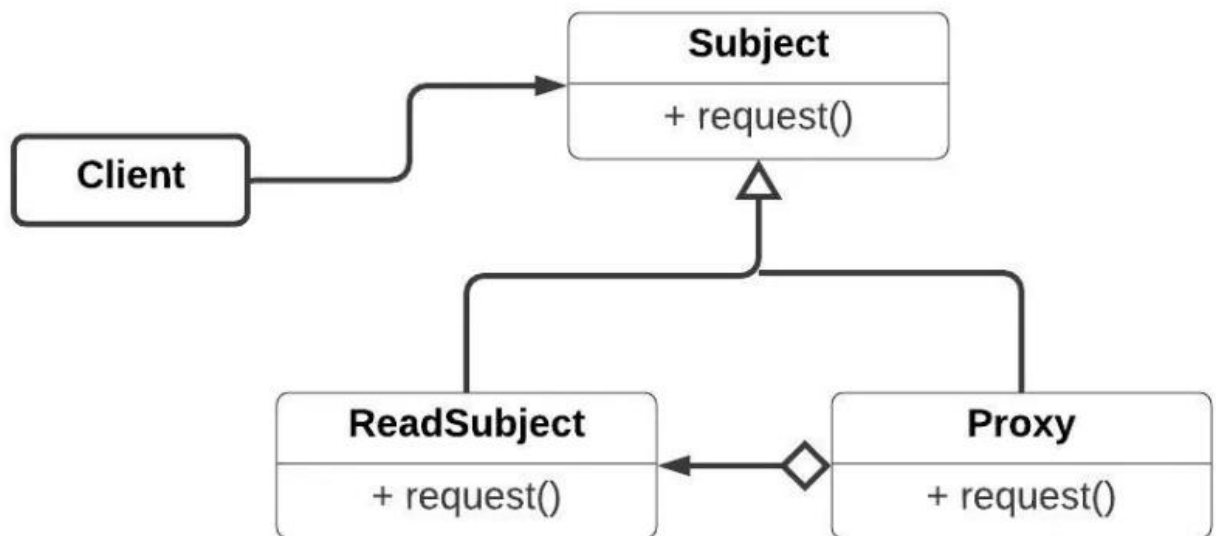 Subject
+ request()
Client
ReadSubject
+ request()
Proxy
+ request()